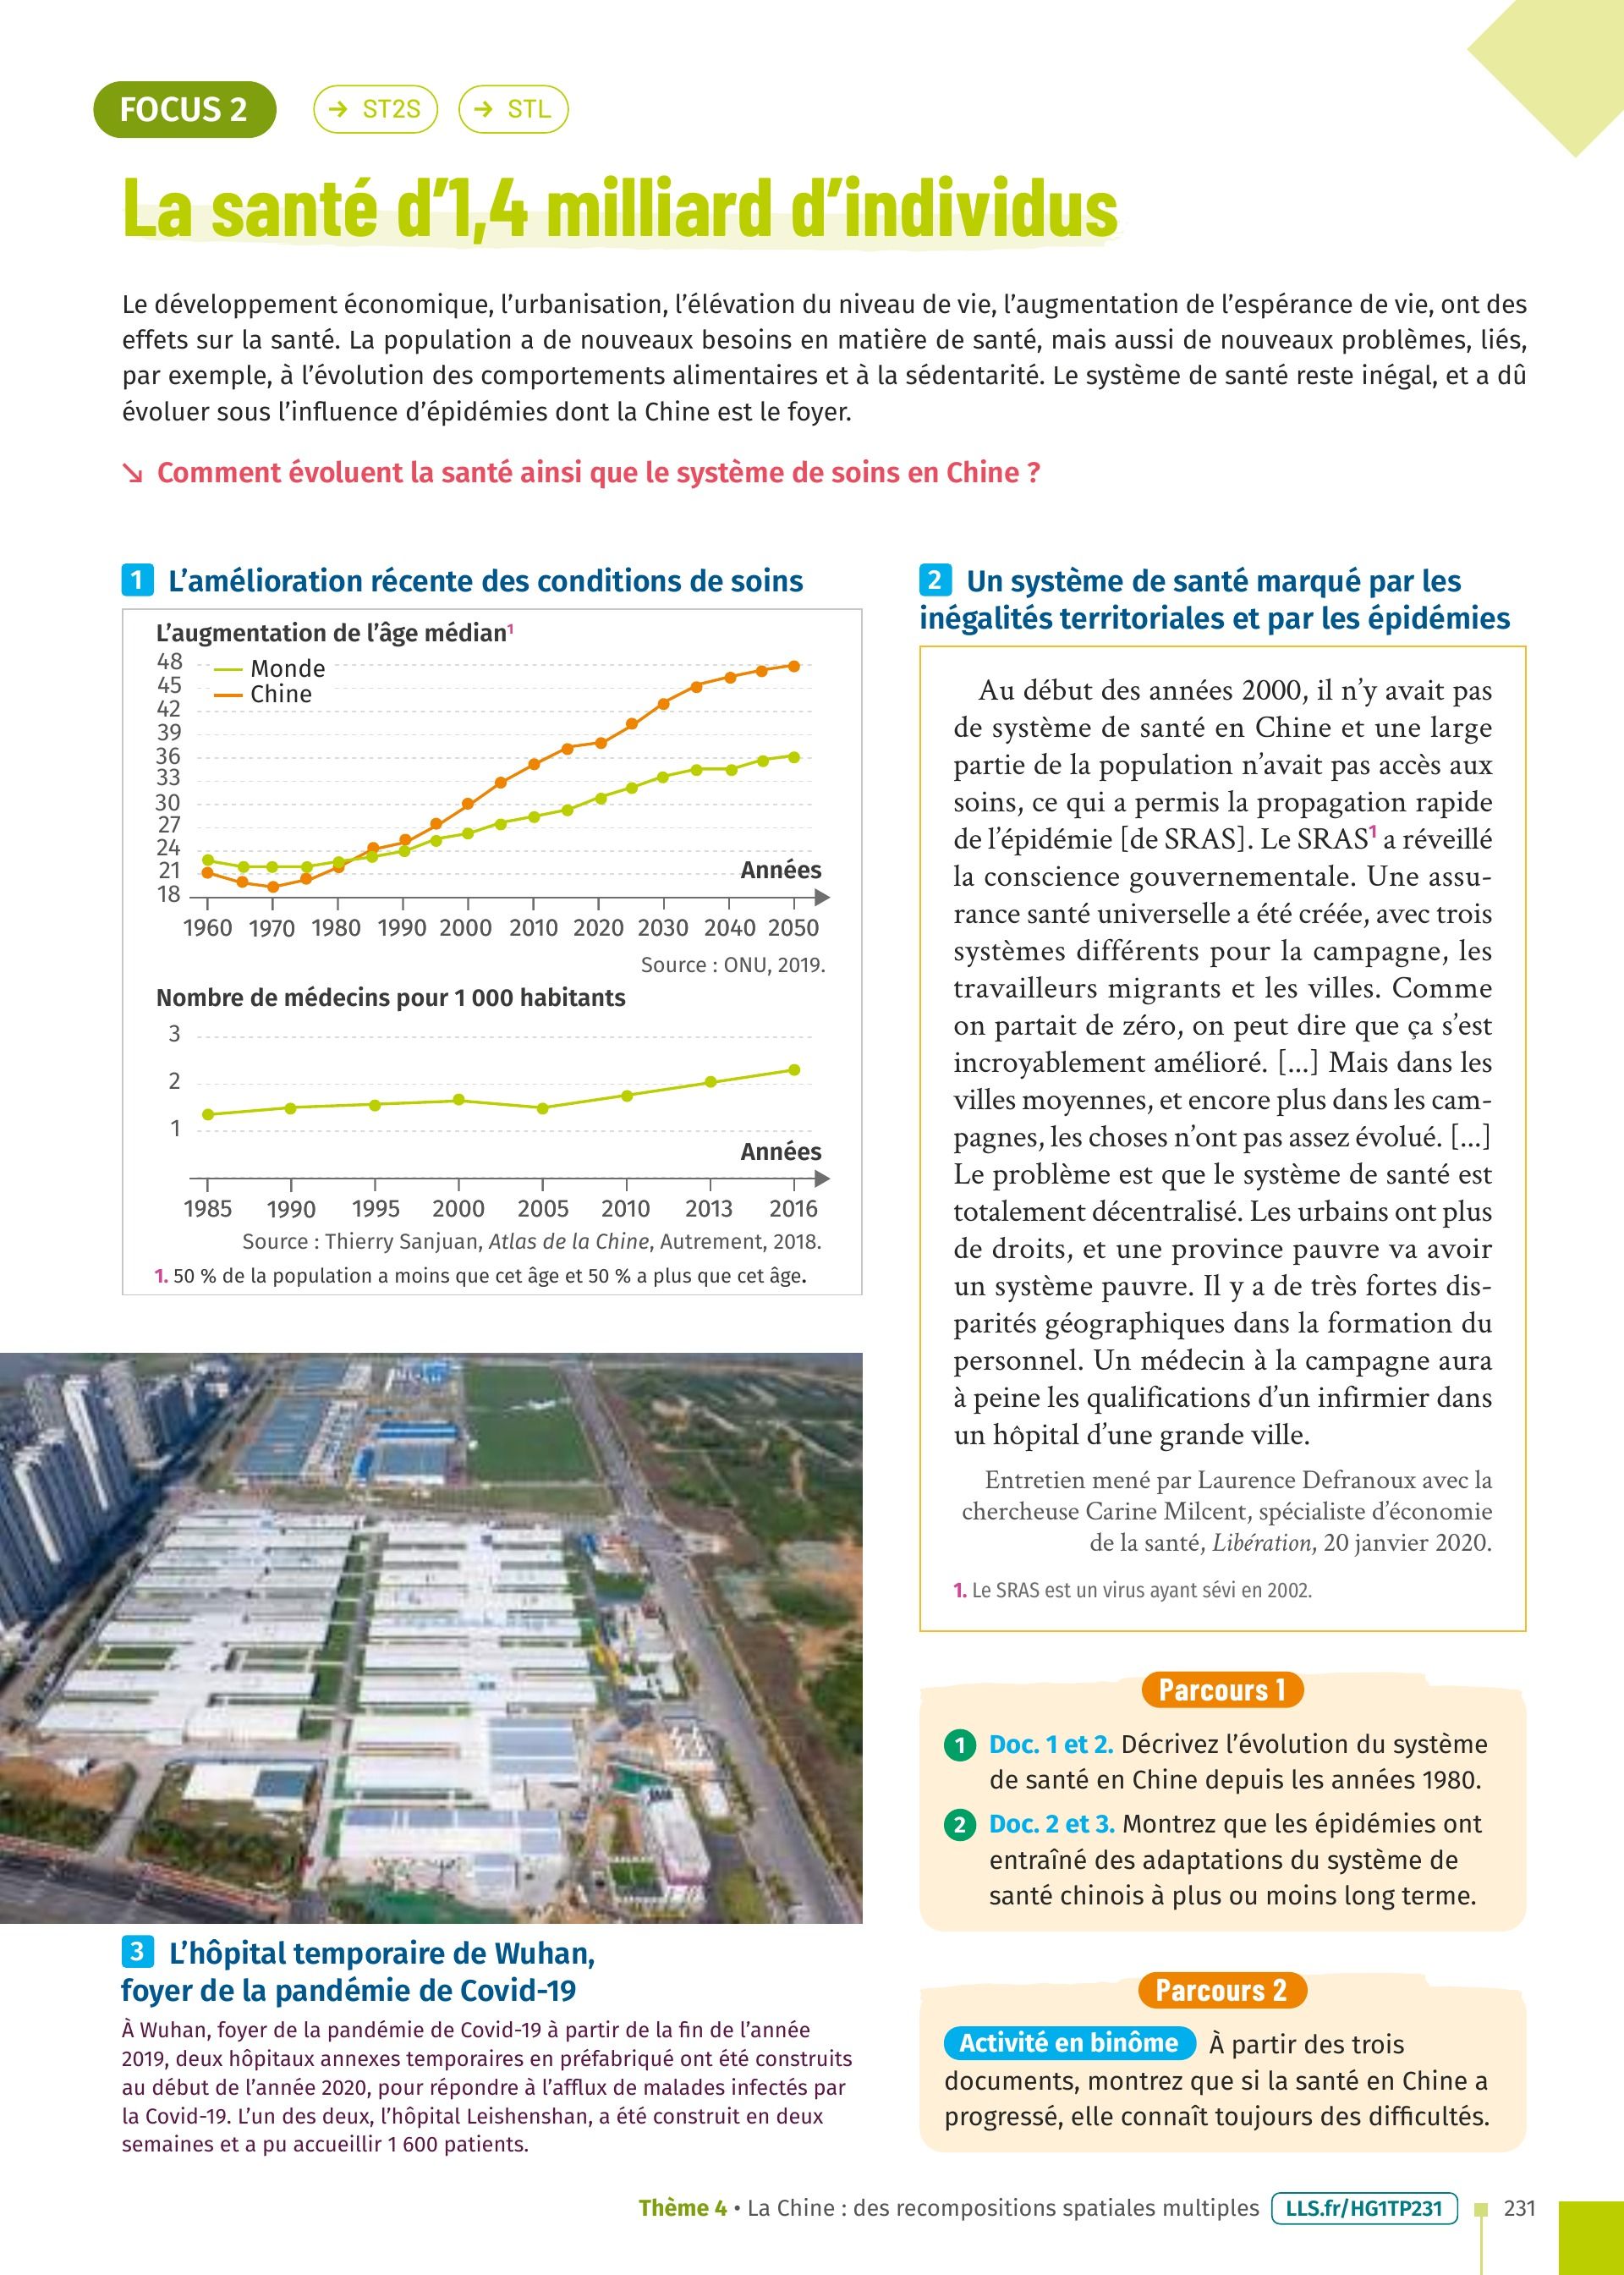 FOCUS 2
→ ST2S
→ STL
La santé d'1,4 milliard d'individus
Le développement économique, l'urbanisation, l'élévation du niveau de vie, l'augmentation de l'espérance de vie, ont des
effets sur la santé. La population a de nouveaux besoins en matière de santé, mais aussi de nouveaux problèmes, liés,
par exemple, à l'évolution des comportements alimentaires et à la sédentarité. Le système de santé reste inégal, et a dû
évoluer sous l'influence d'épidémies dont la Chine est le foyer.
↘ Comment évoluent la santé ainsi que le système de soins en Chine ?
1 L'amélioration récente des conditions de soins
L'augmentation de l'âge médian¹
48
45
42
39
36
33
30
27
24
21
18
Monde
Chine
Années
1960 1970 1980 1990 2000 2010 2020 2030 2040 2050
Source : ONU, 2019.
Nombre de médecins pour 1 000 habitants
3
2
1
Années
1985 1990 1995 2000 2005 2010 2013 2016
Source : Thierry Sanjuan, Atlas de la Chine, Autrement, 2018.
1. 50 % de la population a moins que cet âge et 50 % a plus que cet âge.
2 Un système de santé marqué par les
inégalités territoriales et par les épidémies
Au début des années 2000, il n'y avait pas
de système de santé en Chine et une large
partie de la population n'avait pas accès aux
soins, ce qui a permis la propagation rapide
de l'épidémie [de SRAS]. Le SRAS¹ a réveillé
la conscience gouvernementale. Une assu-
rance santé universelle a été créée, avec trois
systèmes différents pour la campagne, les
travailleurs migrants et les villes. Comme
on partait de zéro, on peut dire que ça s'est
incroyablement amélioré. [...] Mais dans les
villes moyennes, et encore plus dans les cam-
pagnes, les choses n'ont pas assez évolué. [...]
Le problème est que le système de santé est
totalement décentralisé. Les urbains ont plus
de droits, et une province pauvre va avoir
un système pauvre. Il y a de très fortes dis-
parités géographiques dans la formation du
personnel. Un médecin à la campagne aura
à peine les qualifications d'un infirmier dans
un hôpital d'une grande ville.
Entretien mené par Laurence Defranoux avec la
chercheuse Carine Milcent, spécialiste d'économie
de la santé, Libération, 20 janvier 2020.
1. Le SRAS est un virus ayant sévi en 2002.
3 L'hôpital temporaire de Wuhan,
foyer de la pandémie de Covid-19
À Wuhan, foyer de la pandémie de Covid-19 à partir de la fin de l'année
2019, deux hôpitaux annexes temporaires en préfabriqué ont été construits
au début de l'année 2020, pour répondre à l'afflux de malades infectés par
la Covid-19. L'un des deux, l'hôpital Leishenshan, a été construit en deux
semaines et a pu accueillir 1 600 patients.
Parcours 1
1 Doc. 1 et 2. Décrivez l'évolution du système
de santé en Chine depuis les années 1980.
2 Doc. 2 et 3. Montrez que les épidémies ont
entraîné des adaptations du système de
santé chinois à plus ou moins long terme.
Parcours 2
Activité en binôme À partir des trois
documents, montrez que si la santé en Chine a
progressé, elle connaît toujours des difficultés.
Thème 4 • La Chine : des recompositions spatiales multiples LLS.fr/HG1TP231 231